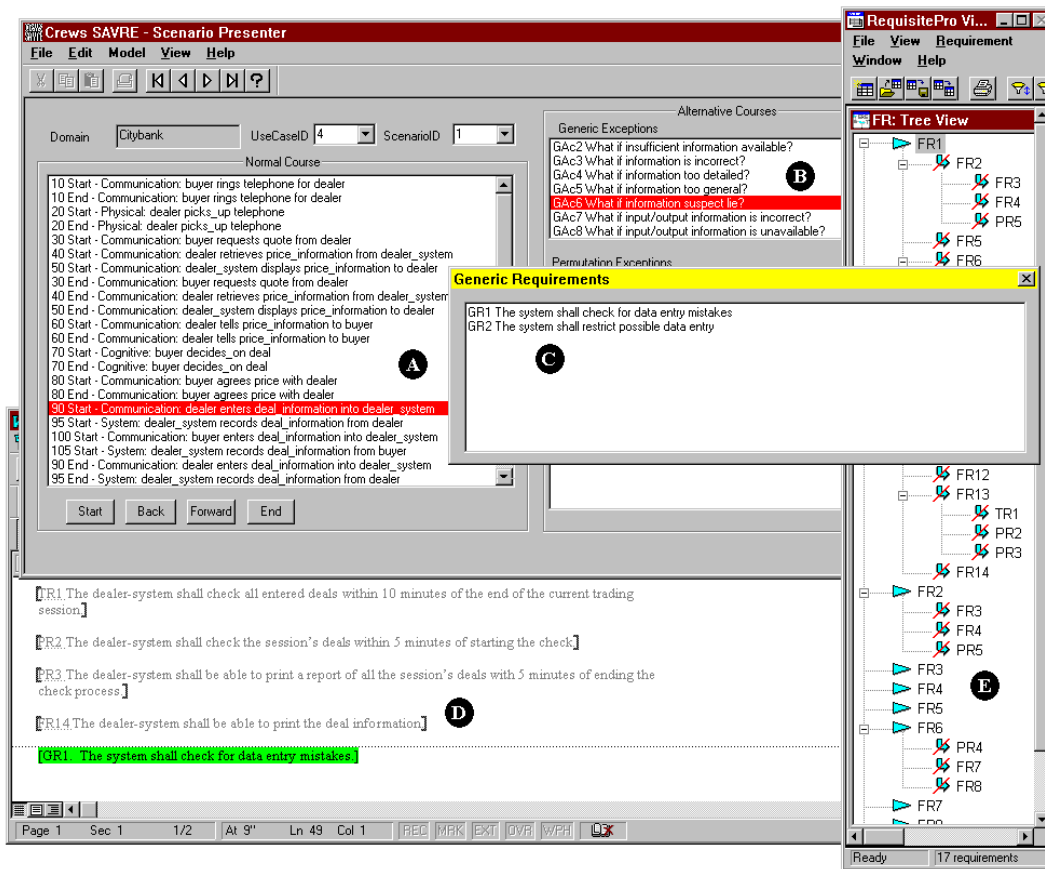 Crews SAVRE - Scenario Presenter
File Edit Model View Help
Domain Citybank UseCaseID 4 ScenarioID 1
Normal Course
10 Start - Communication: buyer rings telephone for dealer
10 End - Communication: buyer rings telephone for dealer
20 Start - Physical: dealer picks_up telephone
20 End - Physical: dealer picks_up telephone
30 Start - Communication: buyer requests quote from dealer
40 Start - Communication: dealer retrieves price_information from dealer_system
50 Start - Communication: dealer_system displays price_information to dealer
30 End - Communication: buyer requests quote from dealer
40 End - Communication: dealer retrieves price_information from dealer_system
50 End - Communication: dealer_system displays price_information to dealer
60 Start - Communication: dealer tells price_information to buyer
60 End - Communication: dealer tells price_information to buyer
70 Start - Cognitive: buyer decides_on deal
70 End - Cognitive: buyer decides_on deal
80 Start - Communication: buyer agrees price with dealer
80 End - Communication: buyer agrees price with dealer
90 Start - Communication: dealer enters deal_information into dealer_system
95 Start - System: dealer_system records deal_information from dealer
100 Start - Communication: buyer enters deal_information into dealer_system
105 Start - System: dealer_system records deal_information from buyer
90 End - Communication: dealer enters deal_information into dealer_system
95 End - System: dealer_system records deal_information from dealer
A
Start Back Forward End
Alternative Courses
Generic Exceptions
GAc2 What if insufficient information available?
GAc3 What if information is incorrect?
GAc4 What if information too detailed?
GAc5 What if information too general?
GAc6 What if information suspect lie?
GAc7 What if input/output information is incorrect?
GAc8 What if input/output information is unavailable?
B
Permutation Exceptions
Generic Requirements
GR1 The system shall check for data entry mistakes
GR2 The system shall restrict possible data entry
C
[TR1 The dealer-system shall check all entered deals within 10 minutes of the end of the current trading
session.]
[PR2 The dealer-system shall check the session's deals within 5 minutes of starting the check]
[PR3 The dealer-system shall be able to print a report of all the session's deals with 5 minutes of ending the
check process.]
[FR14 The dealer-system shall be able to print the deal information]
D
[GR1. The system shall check for data entry mistakes.]
Page 1 Sec 1 1/2 At 9" Ln 49 Col 1 REC MRK EXT OVR WPH
RequisitePro Vi...
File View Requirement
Window Help
FR: Tree View
FR1
FR2
FR3
FR4
PR5
FR5
FR6
FR12
FR13
TR1
PR2
PR3
FR14
FR2
FR3
FR4
PR5
FR3
FR4
FR5
E
FR6
PR4
FR7
FR8
FR7
Ready 17 requirements